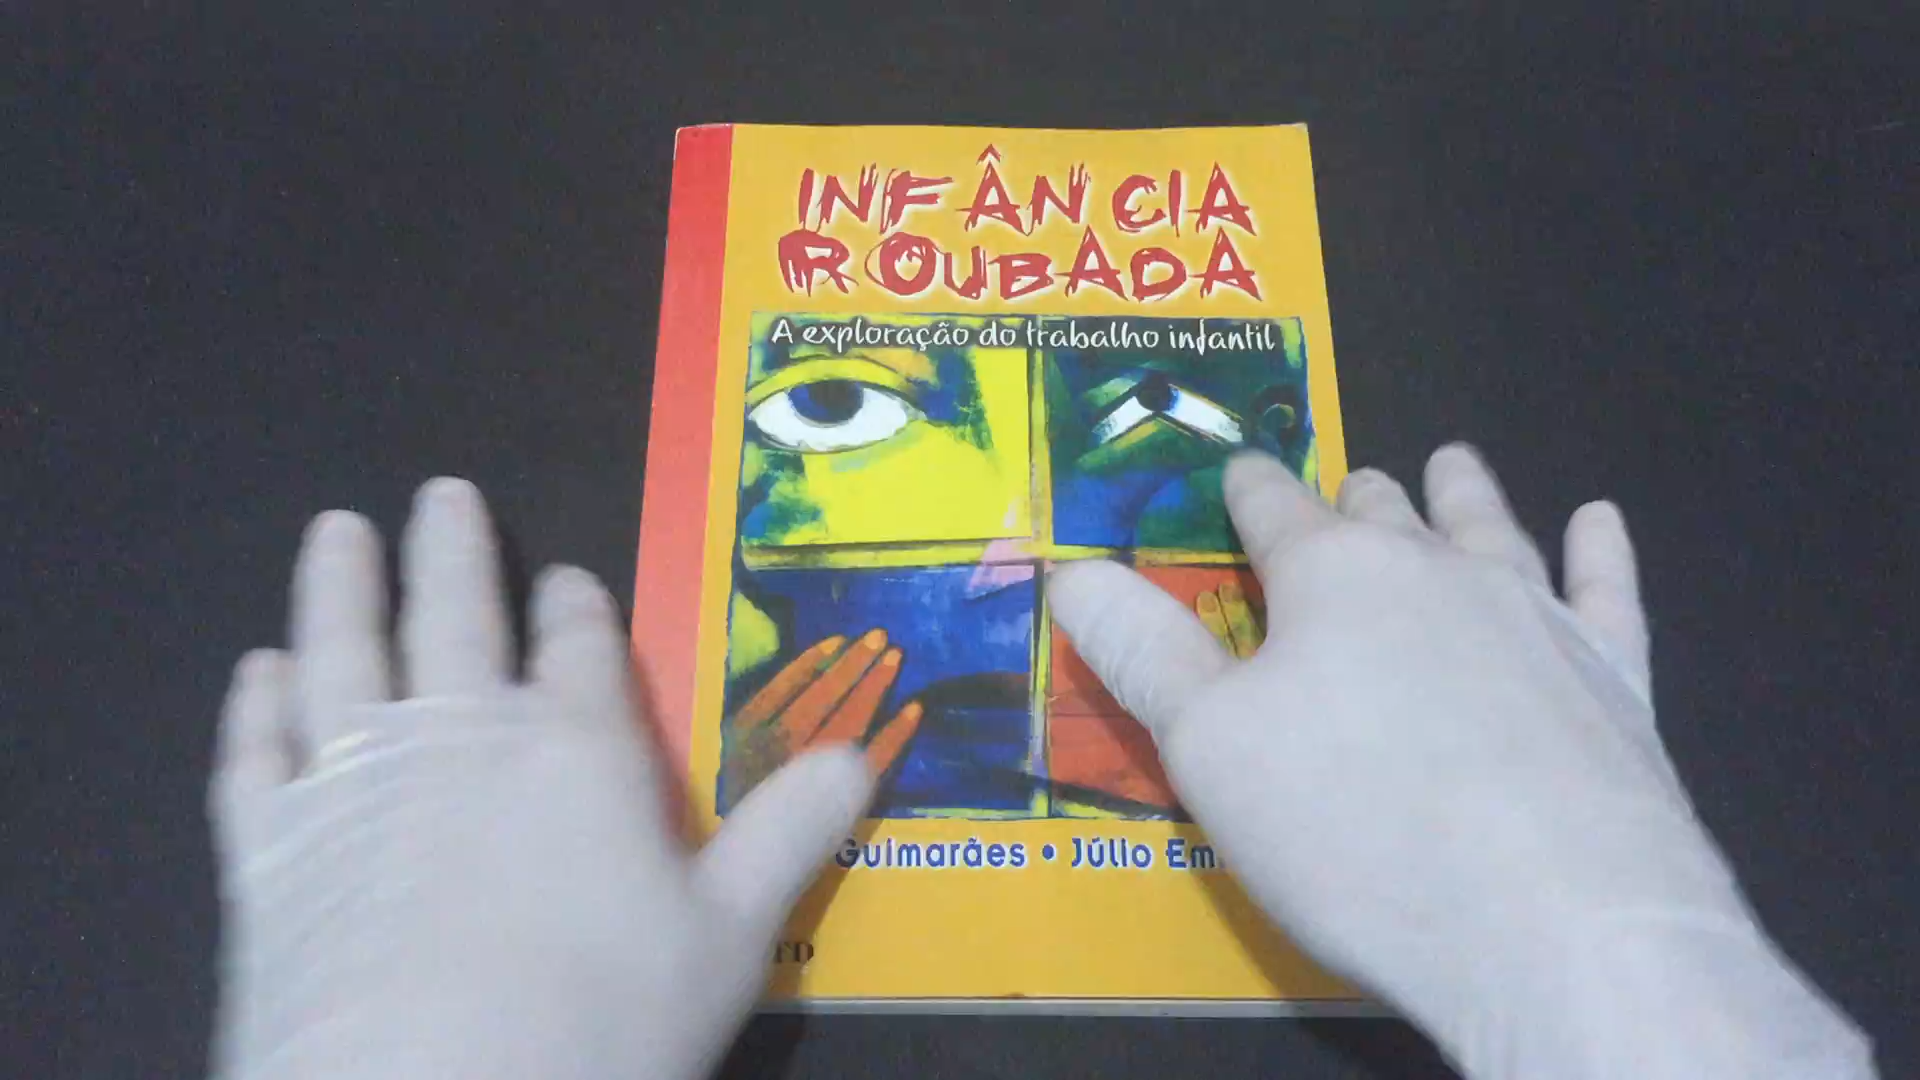 INFÂNCIA
ROUBADA
A exploração do trabalho infantil
Guimarães • Júlio